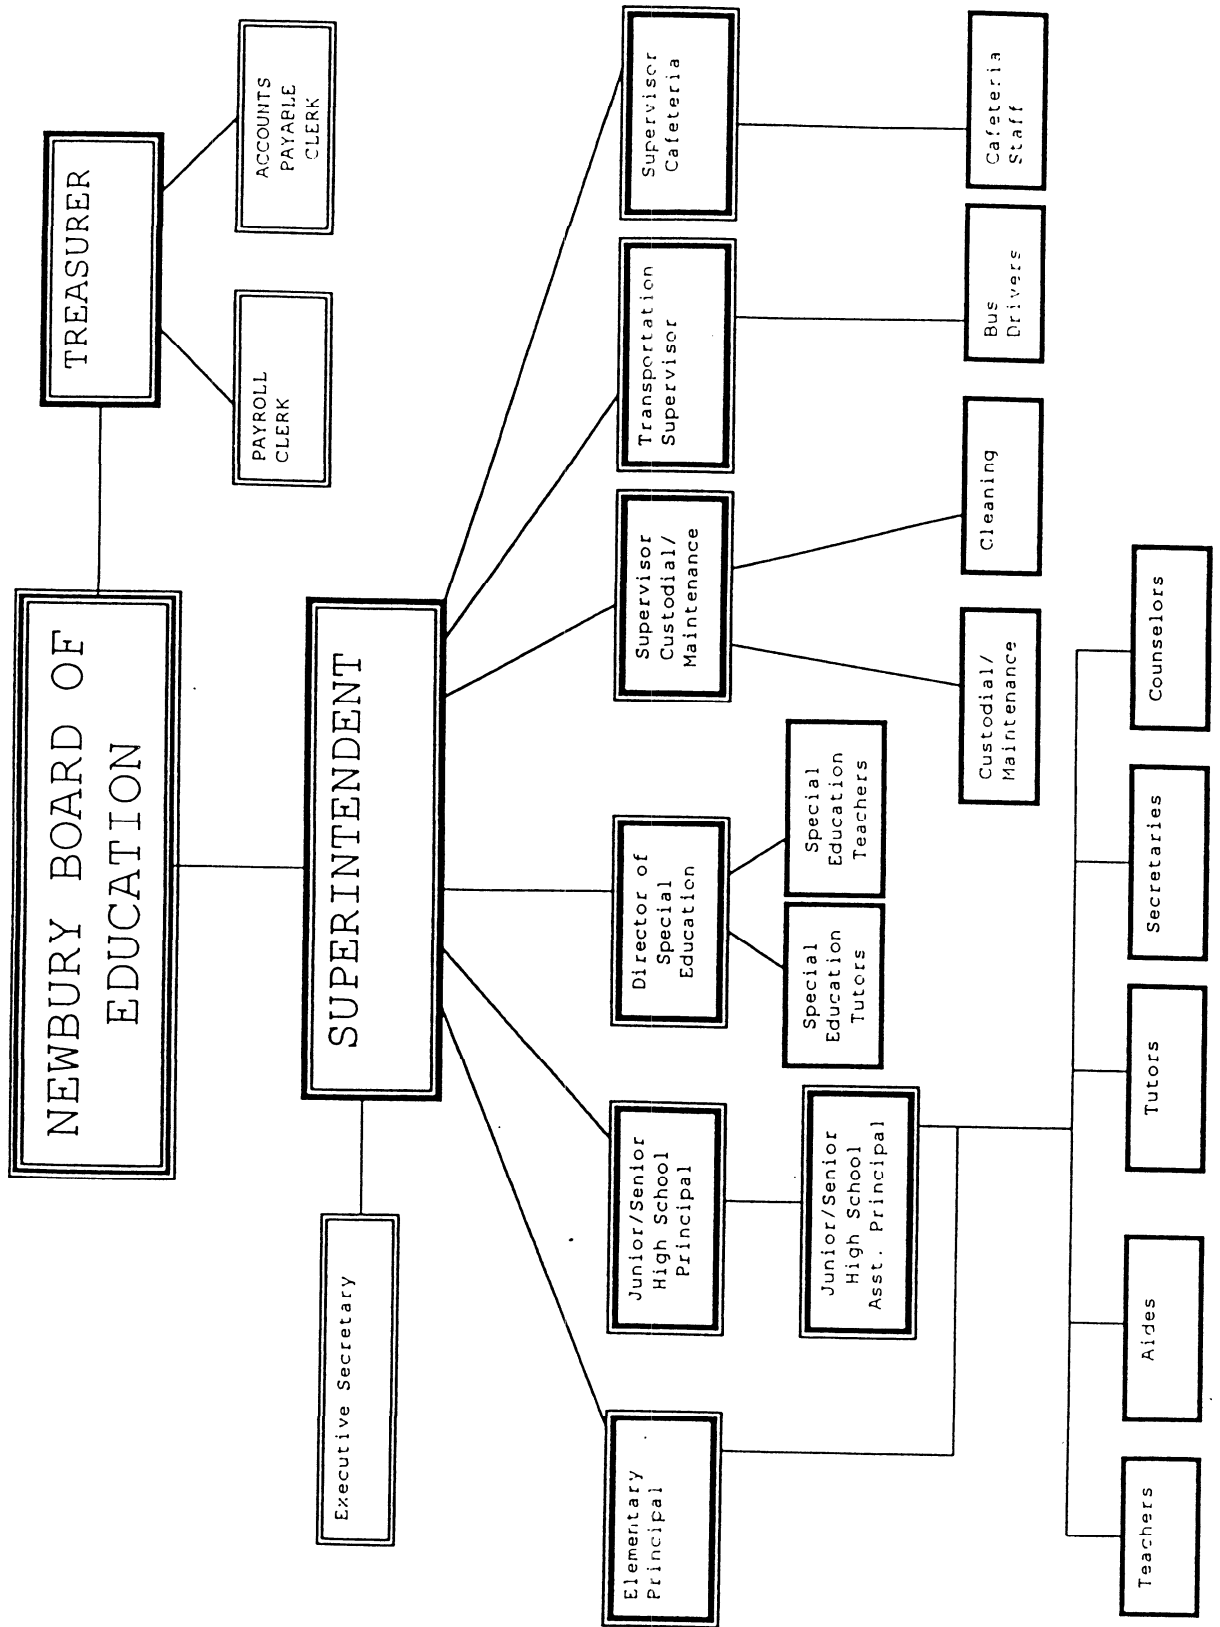 NEWBURY BOARD OF
EDUCATION
TREASURER
PAYROLL
CLERK
ACCOUNTS
PAYABLE
CLERK
SUPERINTENDENT
Executive Secretary
Elementary
Principal
Junior/Senior
High School
Principal
Director of
Special
Education
Supervisor
Custodial/
Maintenance
Transportation
Supervisor
Supervisor
Cafeteria
Junior/Senior
High School
Asst. Principal
Special
Education
Tutors
Special
Education
Teachers
Custodial/
Maintenance
Cleaning
Bus
Drivers
Cafeteria
Staff
Teachers
Aides
Tutors
Secretaries
Counselors